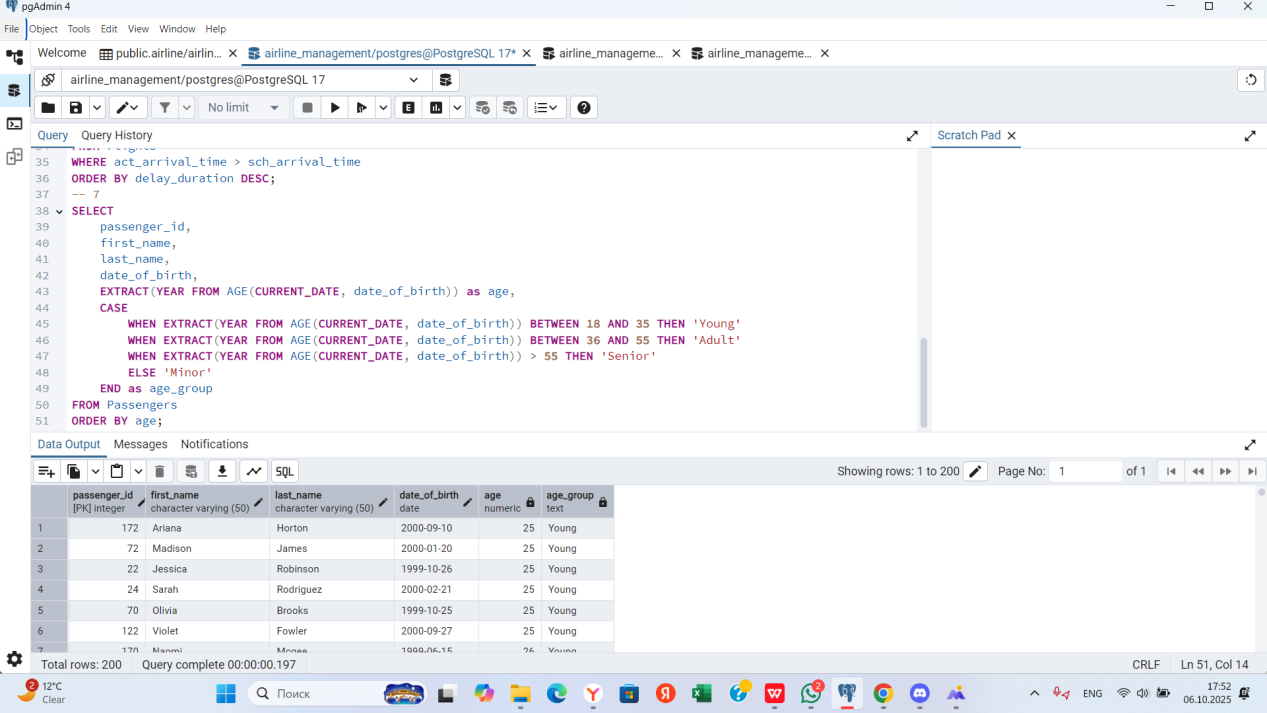 pgAdmin 4
File Object Tools Edit View Window Help
Welcome public.airline/airlin... airline_management/postgres@PostgreSQL 17* airline_manageme... airline_manageme...
airline_management/postgres@PostgreSQL 17
No limit
Query Query History Scratch Pad
35 WHERE act_arrival_time > sch_arrival_time
36 ORDER BY delay_duration DESC;
37 -- 7
38 SELECT
39 passenger_id,
40 first_name,
41 last_name,
42 date_of_birth,
43 EXTRACT(YEAR FROM AGE(CURRENT_DATE, date_of_birth)) as age,
44 CASE
45 WHEN EXTRACT(YEAR FROM AGE(CURRENT_DATE, date_of_birth)) BETWEEN 18 AND 35 THEN 'Young'
46 WHEN EXTRACT(YEAR FROM AGE(CURRENT_DATE, date_of_birth)) BETWEEN 36 AND 55 THEN 'Adult'
47 WHEN EXTRACT(YEAR FROM AGE(CURRENT_DATE, date_of_birth)) > 55 THEN 'Senior'
48 ELSE 'Minor'
49 END as age_group
50 FROM Passengers
51 ORDER BY age;
Data Output Messages Notifications
SQL Showing rows: 1 to 200 Page No: 1 of 1
passenger_id first_name last_name date_of_birth age age_group
[PK] integer character varying (50) character varying (50) date numeric text
1 172 Ariana Horton 2000-09-10 25 Young
2 72 Madison James 2000-01-20 25 Young
3 22 Jessica Robinson 1999-10-26 25 Young
4 24 Sarah Rodriguez 2000-02-21 25 Young
5 70 Olivia Brooks 1999-10-25 25 Young
6 122 Violet Fowler 2000-09-27 25 Young
7 170 Naomi Mcgee 1999-06-15 26 Young
Total rows: 200 Query complete 00:00:00.197 CRLF Ln 51, Col 14
2 12°C
Clear
Поиск
2
ENG
17:52
06.10.2025